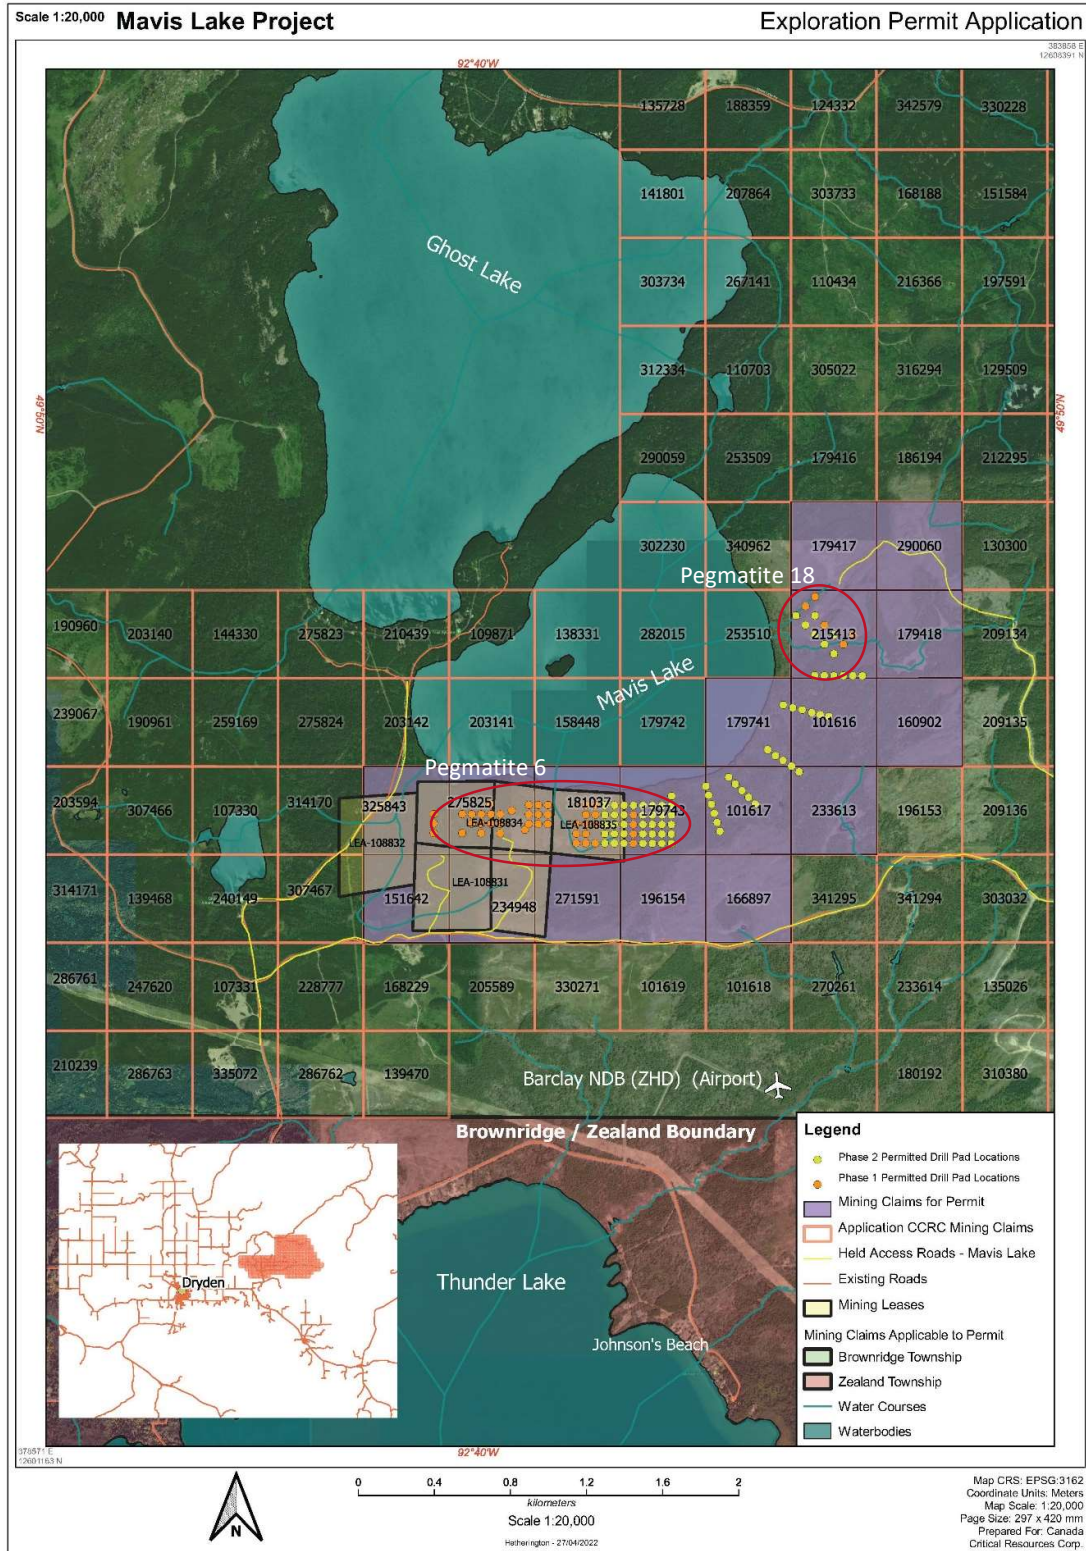 Scale 1:20,000 Mavis Lake Project
Exploration Permit Application
383858 E
12608391 N
92°40'W
135728 188359 124332 342579 330228
141801 207864 303733 168188 151584
Ghost Lake
303734 267141 110434 216366 197591
312334 110703 305022 316294 129509
49°50'N
49°50'N
290059 253509 179416 186194 212295
302230 340962 179417 290060 130300
Pegmatite 18
190960 203140 144330 275823 210439 109871 138331 282015 253510 215413 179418 209134
Mavis Lake
239067 190961 259169 275824 203142 203141 158448 179742 179741 101616 160902 209135
Pegmatite 6
203594 307466 107330 314170 325843 275825 181037 179743 101617 233613 196153 209136
LEA-108834 LEA-108835
LEA-108832
LEA-108831
314171 139468 240149 307467 151642 234948 271591 196154 166897 341295 341294 303032
286761 247620 107331 228777 168229 205589 330271 101619 101618 270261 233614 135026
210239 286763 335072 286762 139470 180192 310380
Barclay NDB (ZHD) (Airport)
Brownridge / Zealand Boundary
Dryden
Thunder Lake
Johnson's Beach
Legend
Phase 2 Permitted Drill Pad Locations
Phase 1 Permitted Drill Pad Locations
Mining Claims for Permit
Application CCRC Mining Claims
Held Access Roads - Mavis Lake
Existing Roads
Mining Leases
Mining Claims Applicable to Permit
Brownridge Township
Zealand Township
Water Courses
Waterbodies
378571 E
12601163 N
92°40'W
N
0 0.4 0.8 1.2 1.6 2
kilometers
Scale 1:20,000
Hetherington - 27/04/2022
Map CRS: EPSG:3162
Coordinate Units: Meters
Map Scale: 1:20,000
Page Size: 297 x 420 mm
Prepared For: Canada
Critical Resources Corp.